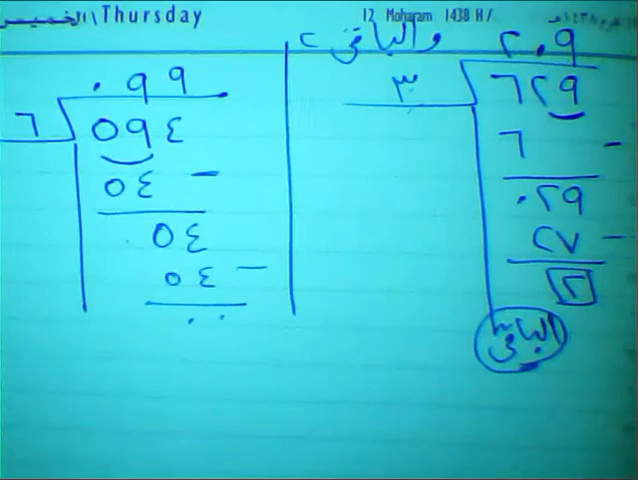 الخميس \ Thursday
12 Moharam 1438 H /
٢٠٩ والباقي ٢
٣ ٦٢٩
٦ -
٠٢٩
٢٧ -
٢
الباقي
٠٩٩
٦ ٥٩٤
٥٤ -
٥٤
٥٤ -
٠٠